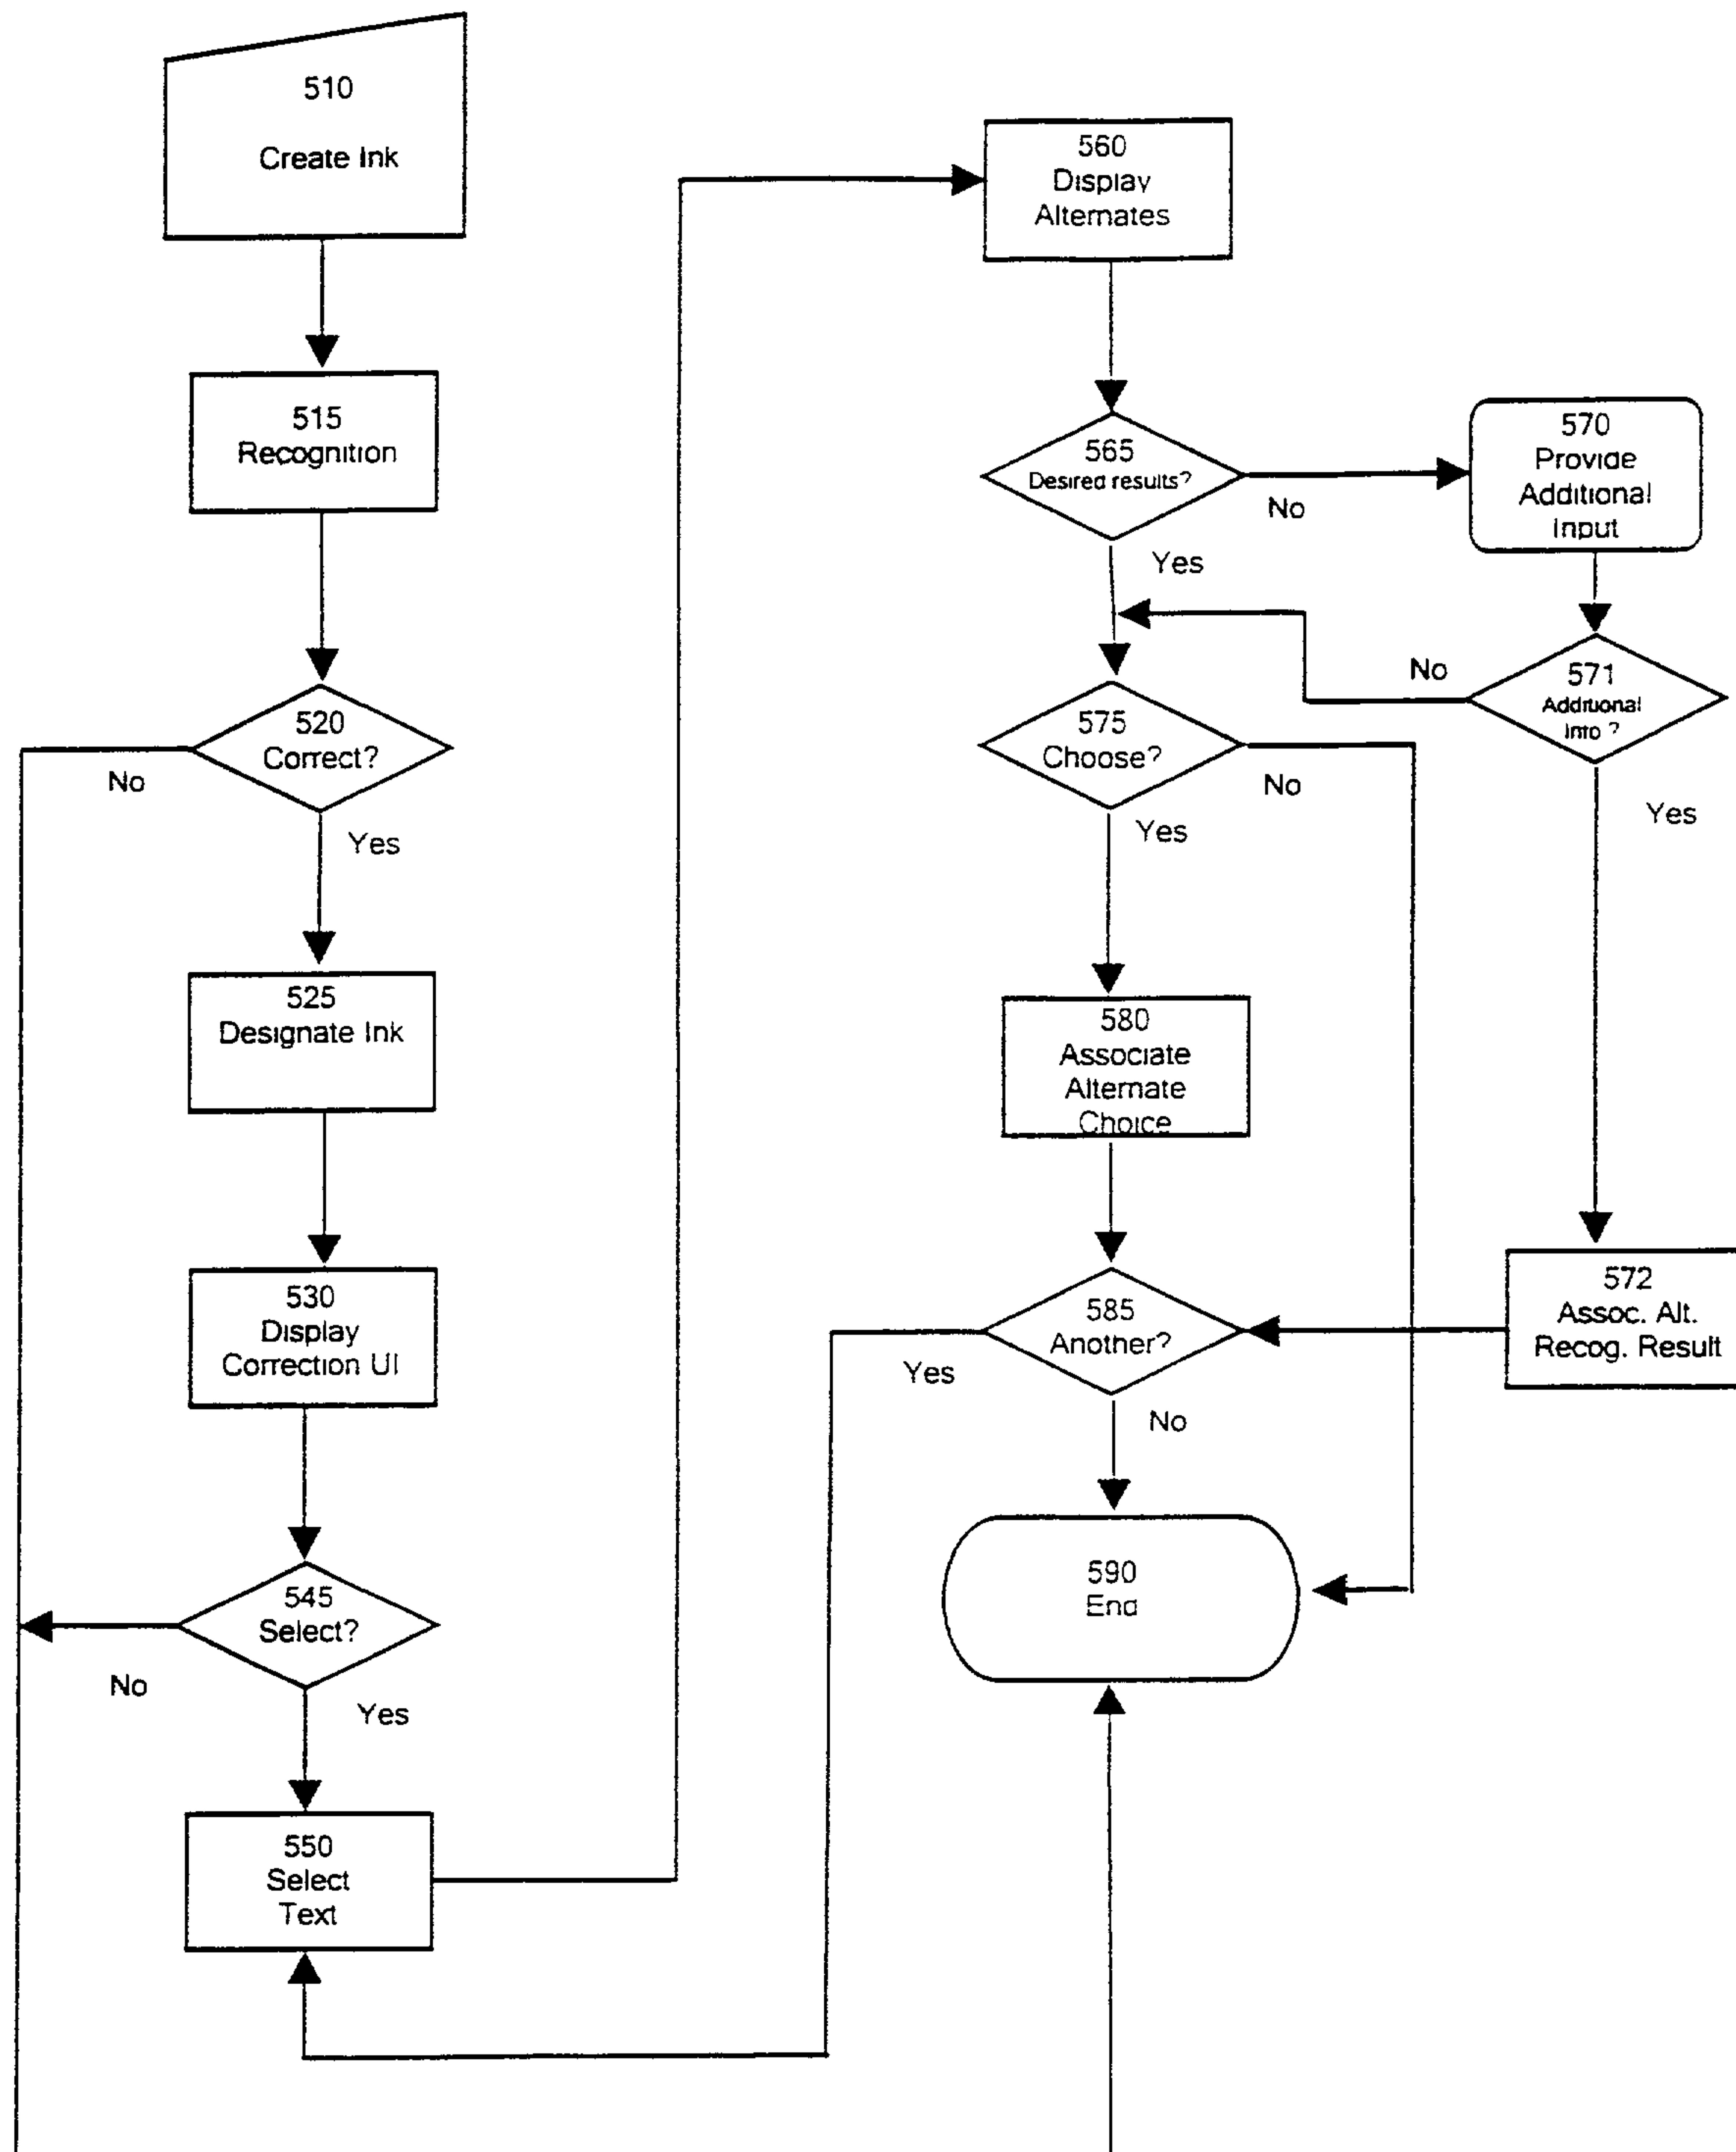 510
Create Ink
515
Recognition
520
Correct?
No
Yes
525
Designate Ink
530
Display
Correction UI
545
Select?
No
Yes
550
Select
Text
560
Display
Alternates
565
Desired results?
No
Yes
570
Provide
Additional
Input
571
Additional
Info ?
No
Yes
575
Choose?
No
Yes
580
Associate
Alternate
Choice
572
Assoc. Alt.
Recog. Result
585
Another?
Yes
No
590
End